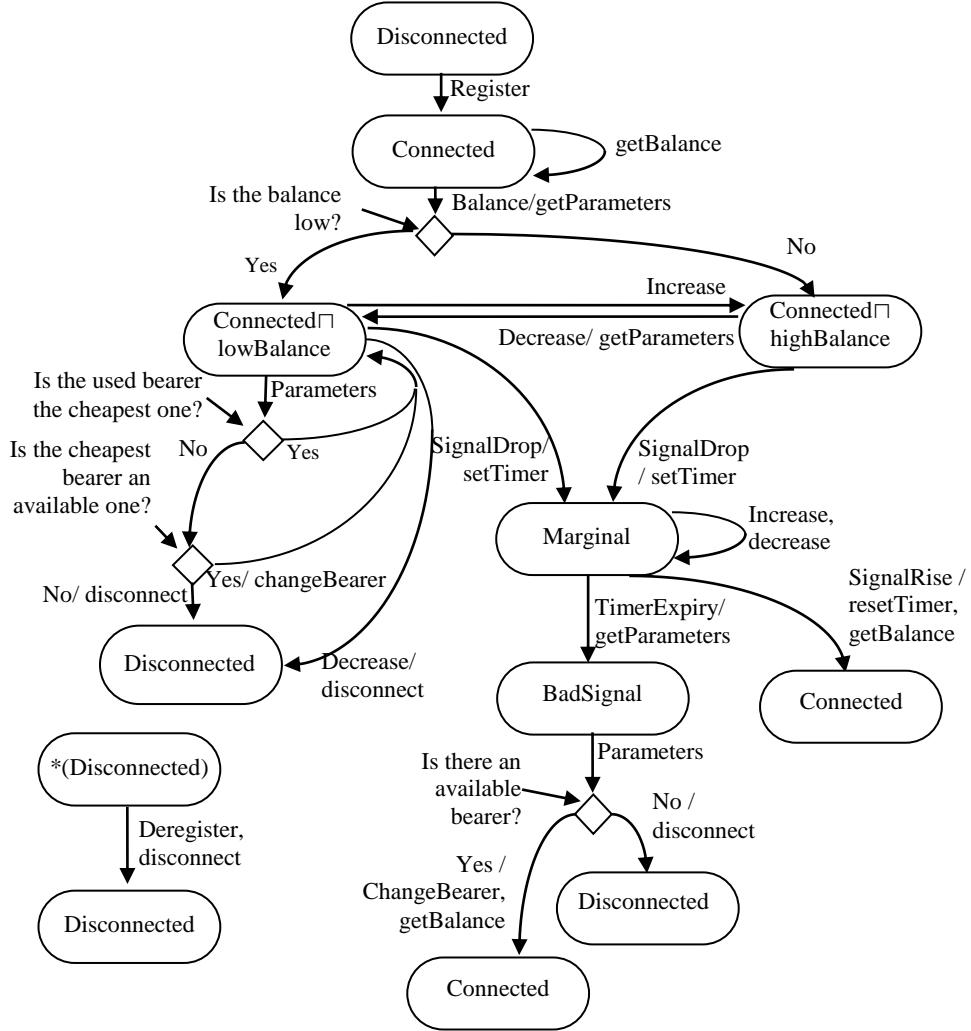 Disconnected
Register
Connected
getBalance
Is the balance
low?
Balance/getParameters
No
Yes
Increase
Connected⊓
lowBalance
Connected⊓
highBalance
Decrease/ getParameters
Is the used bearer
the cheapest one?
Parameters
No
Yes
Is the cheapest
bearer an
available one?
SignalDrop/
setTimer
SignalDrop
/ setTimer
Marginal
Increase,
decrease
Yes/ changeBearer
No/ disconnect
TimerExpiry/
getParameters
SignalRise /
resetTimer,
getBalance
Disconnected
Decrease/
disconnect
BadSignal
Connected
*(Disconnected)
Parameters
Is there an
available
bearer?
No /
disconnect
Deregister,
disconnect
Yes /
ChangeBearer,
getBalance
Disconnected
Disconnected
Connected